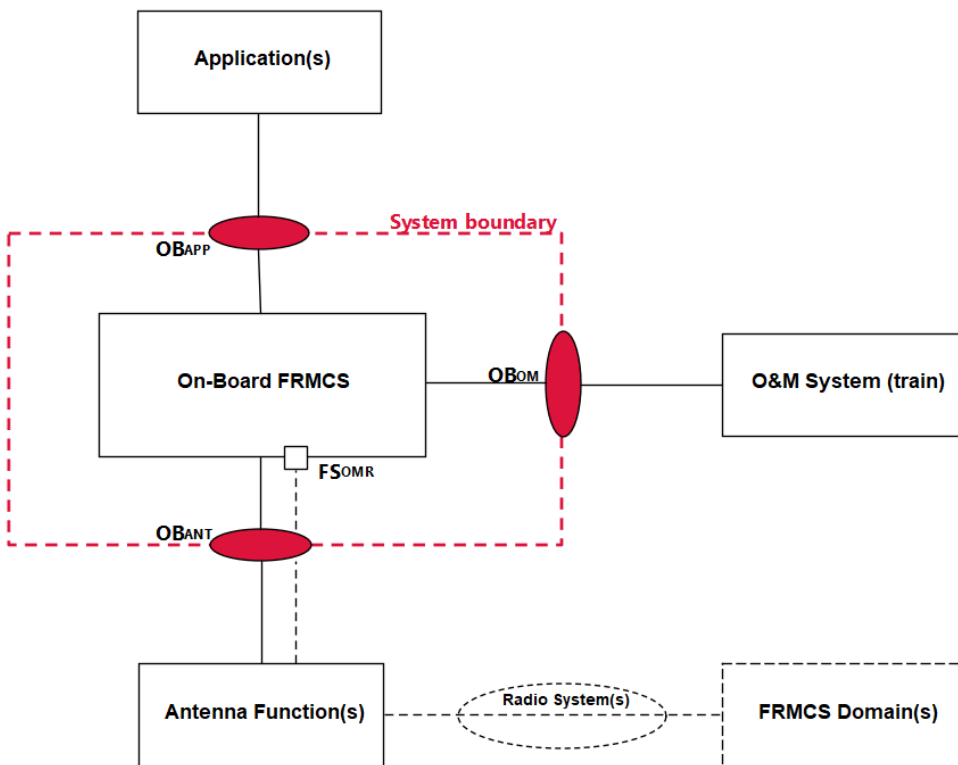 Application(s)
System boundary
OBAPP
On-Board FRMCS
OBOM
O&M System (train)
FSOMR
OBANT
Radio System(s)
Antenna Function(s)
FRMCS Domain(s)